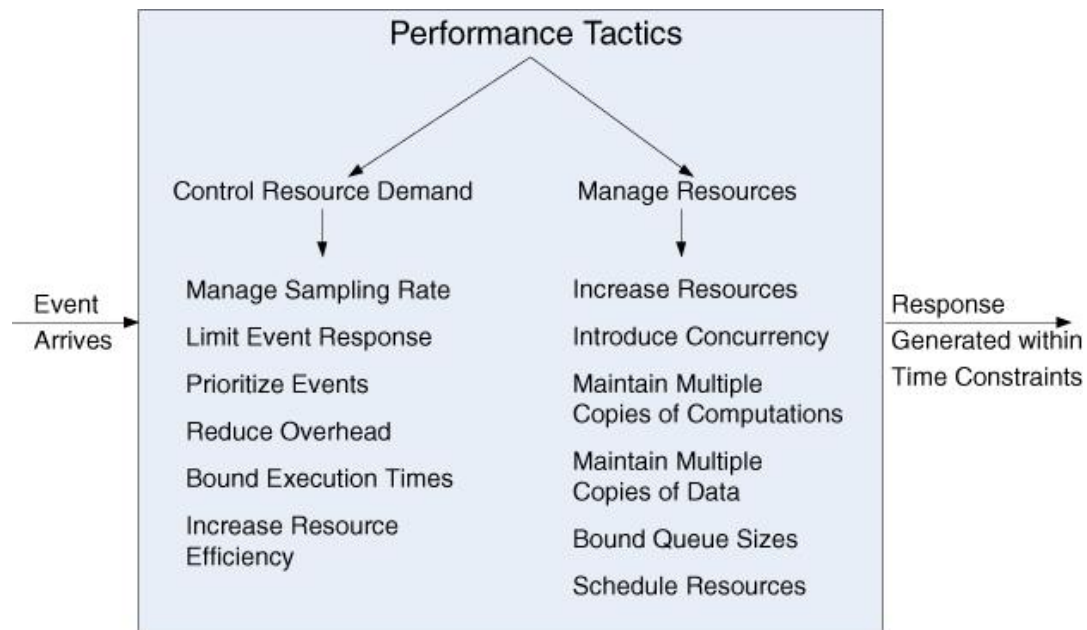 Performance Tactics
Control Resource Demand
Manage Resources
Event
Arrives
Manage Sampling Rate
Limit Event Response
Prioritize Events
Reduce Overhead
Bound Execution Times
Increase Resource
Efficiency
Increase Resources
Introduce Concurrency
Maintain Multiple
Copies of Computations
Maintain Multiple
Copies of Data
Bound Queue Sizes
Schedule Resources
Response
Generated within
Time Constraints